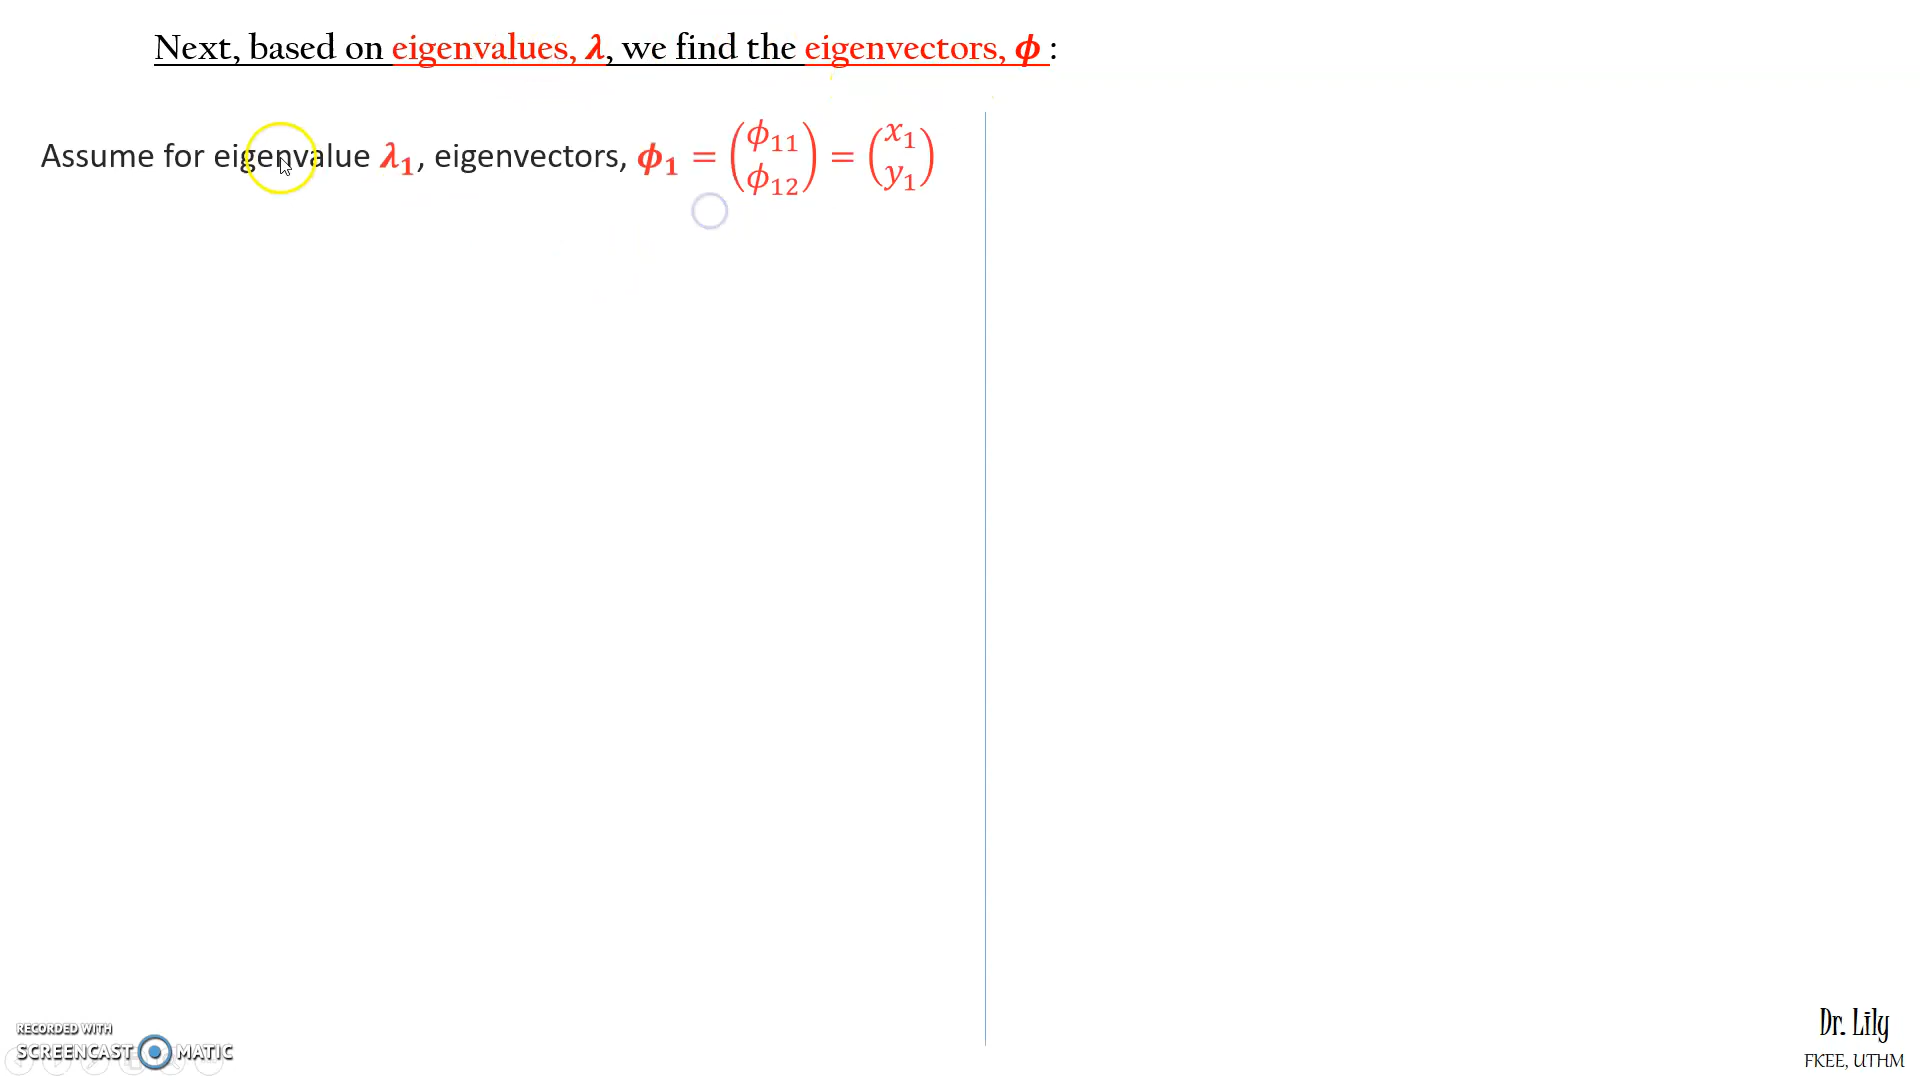 Next, based on eigenvalues, λ, we find the eigenvectors, ϕ :
Assume for eigenvalue λ₁, eigenvectors, ϕ₁ = (ϕ₁₁ ϕ₁₂) = (x₁ y₁)
Dr. Lily
FKEE, UTHM
RECORDED WITH
SCREENCAST MATIC